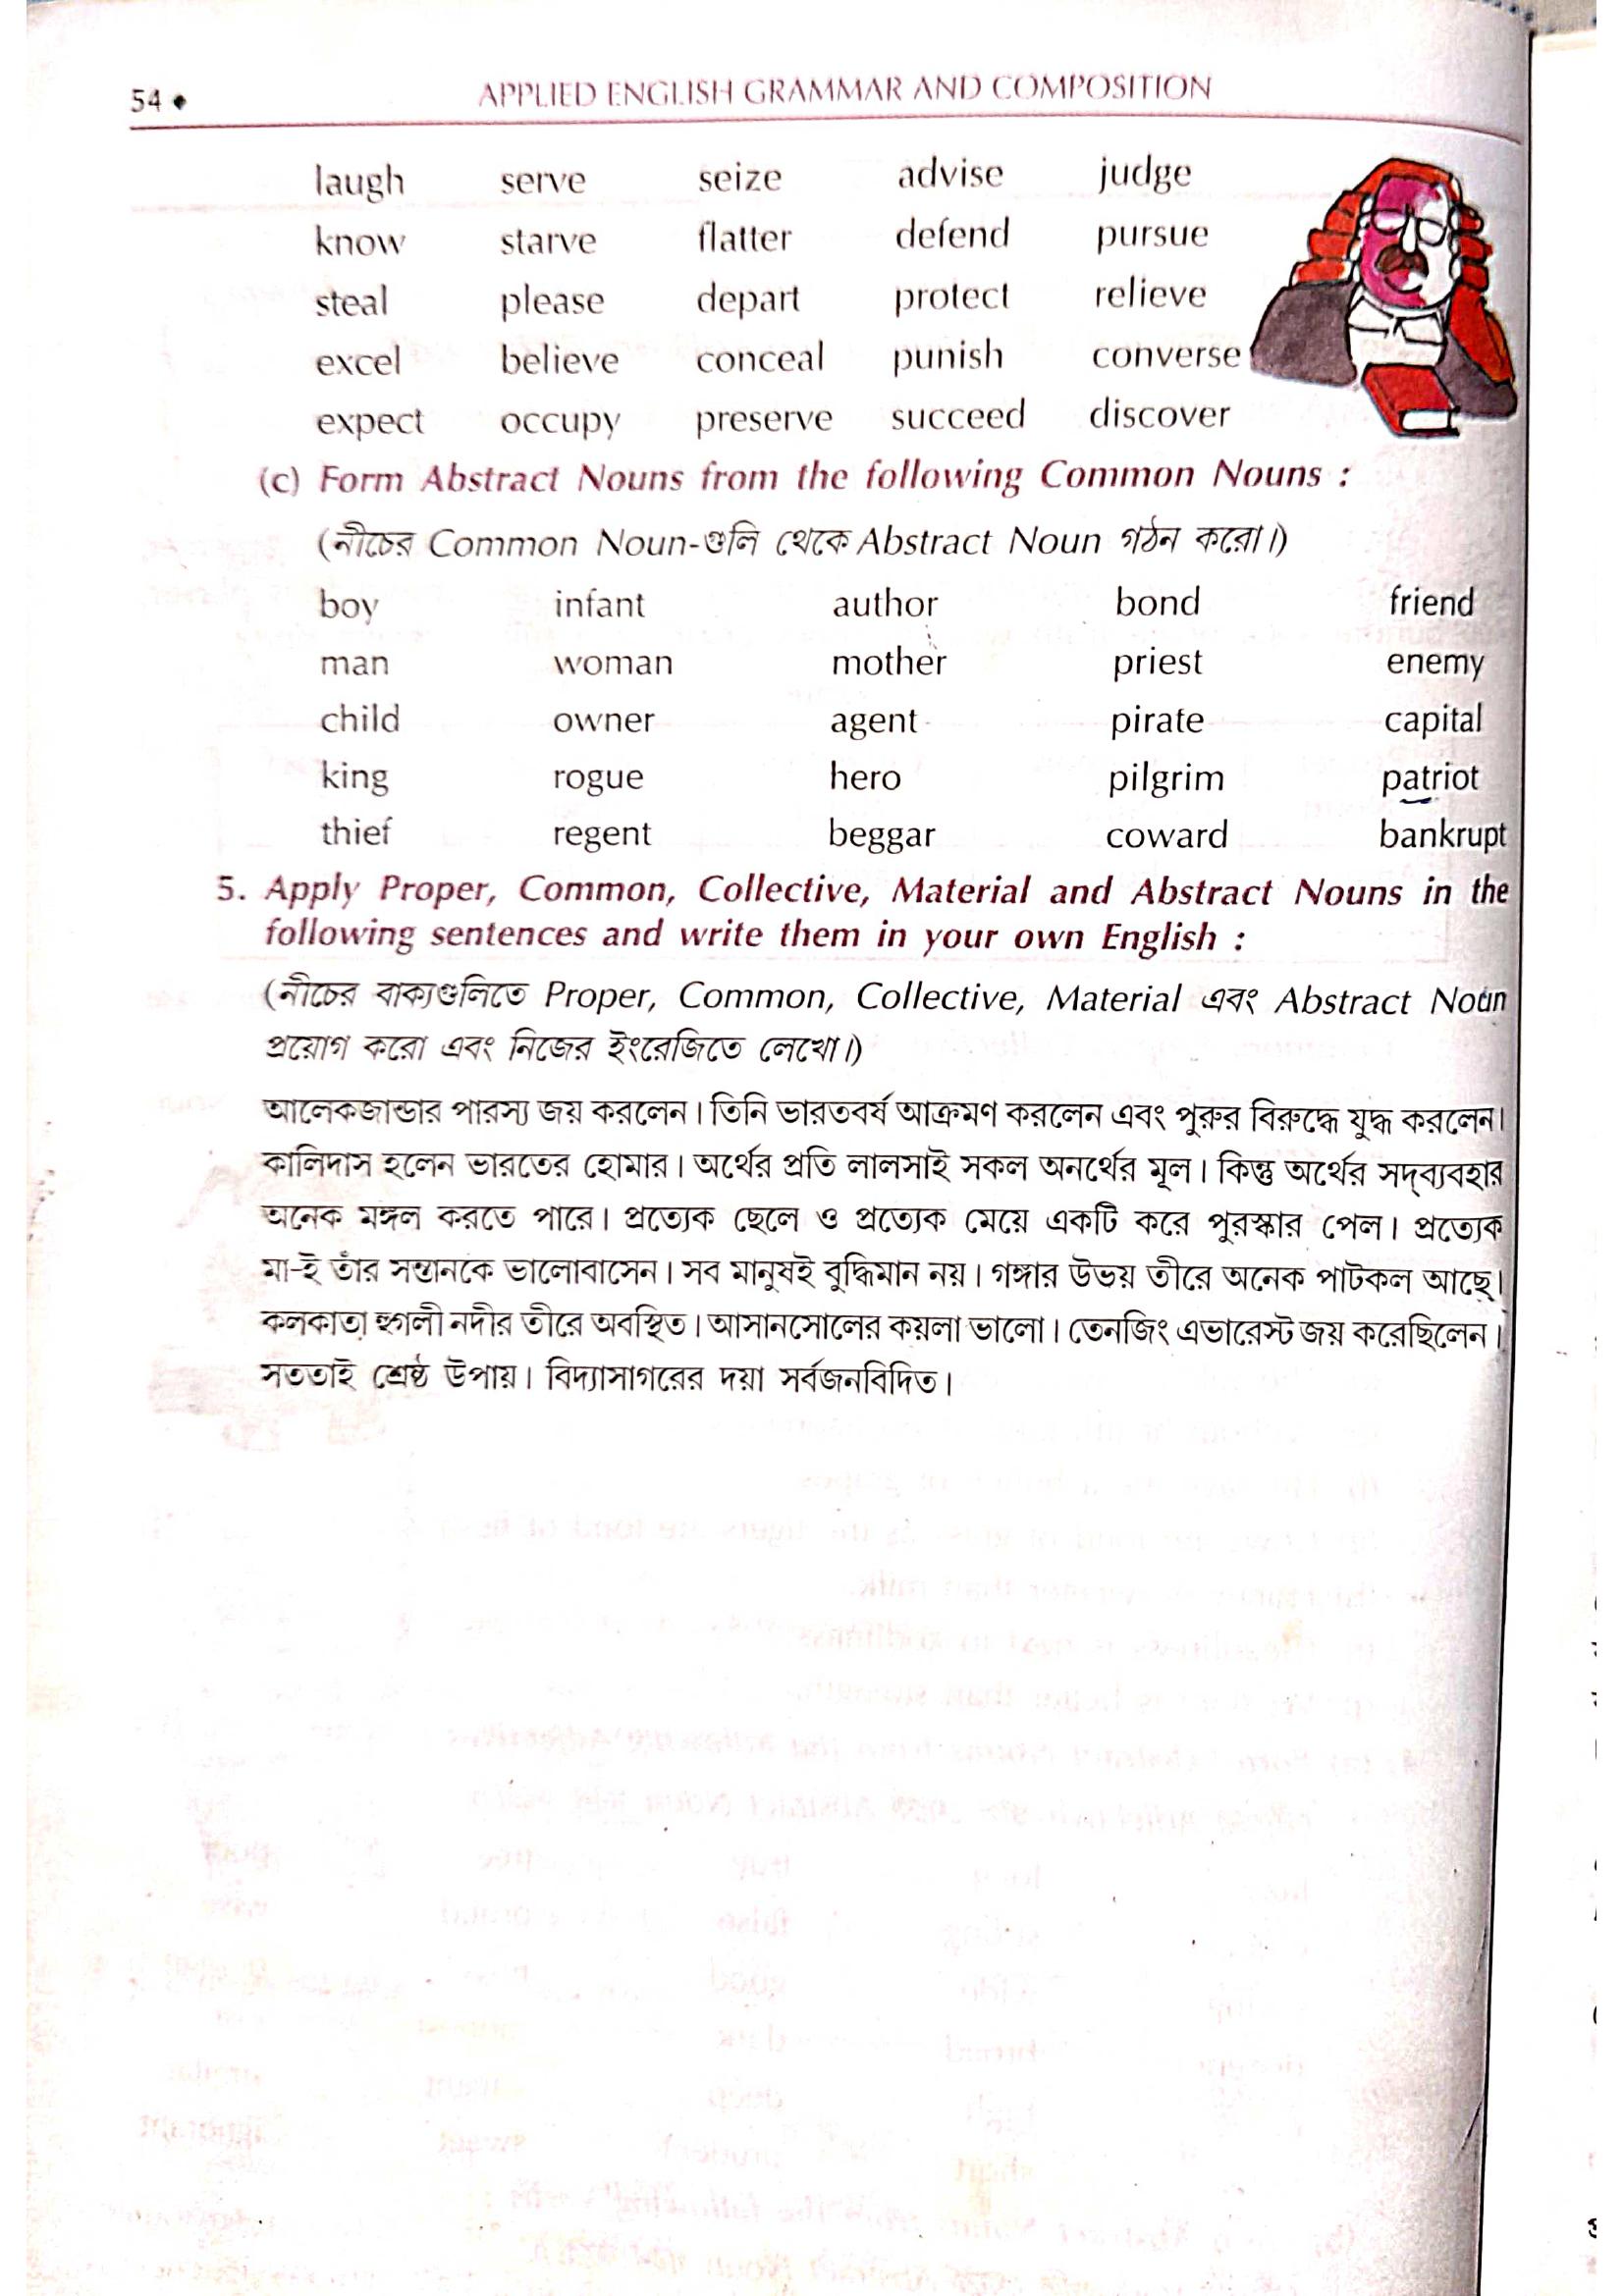 54 ◆ APPLIED ENGLISH GRAMMAR AND COMPOSITION
laugh serve seize advise judge
know starve flatter defend pursue
steal please depart protect relieve
excel believe conceal punish converse
expect occupy preserve succeed discover
(c) Form Abstract Nouns from the following Common Nouns :
(নীচের Common Noun-গুলি থেকে Abstract Noun গঠন করো।)
boy infant author bond friend
man woman mother priest enemy
child owner agent pirate capital
king rogue hero pilgrim patriot
thief regent beggar coward bankrupt
5. Apply Proper, Common, Collective, Material and Abstract Nouns in the
following sentences and write them in your own English :
(নীচের বাক্যগুলিতে Proper, Common, Collective, Material এবং Abstract Noun
প্রয়োগ করো এবং নিজের ইংরেজিতে লেখো।)
আলেকজান্ডার পারস্য জয় করলেন। তিনি ভারতবর্ষ আক্রমণ করলেন এবং পুরুর বিরুদ্ধে যুদ্ধ করলেন।
কালিদাস হলেন ভারতের হোমার। অর্থের প্রতি লালসাই সকল অনর্থের মূল। কিন্তু অর্থের সদ্‌ব্যবহার
অনেক মঙ্গল করতে পারে। প্রত্যেক ছেলে ও প্রত্যেক মেয়ে একটি করে পুরস্কার পেল। প্রত্যেক
মা-ই তাঁর সন্তানকে ভালোবাসেন। সব মানুষই বুদ্ধিমান নয়। গঙ্গার উভয় তীরে অনেক পাটকল আছে।
কলকাতা হুগলী নদীর তীরে অবস্থিত। আসানসোলের কয়লা ভালো। তেনজিং এভারেস্ট জয় করেছিলেন।
সততাই শ্রেষ্ঠ উপায়। বিদ্যাসাগরের দয়া সর্বজনবিদিত।